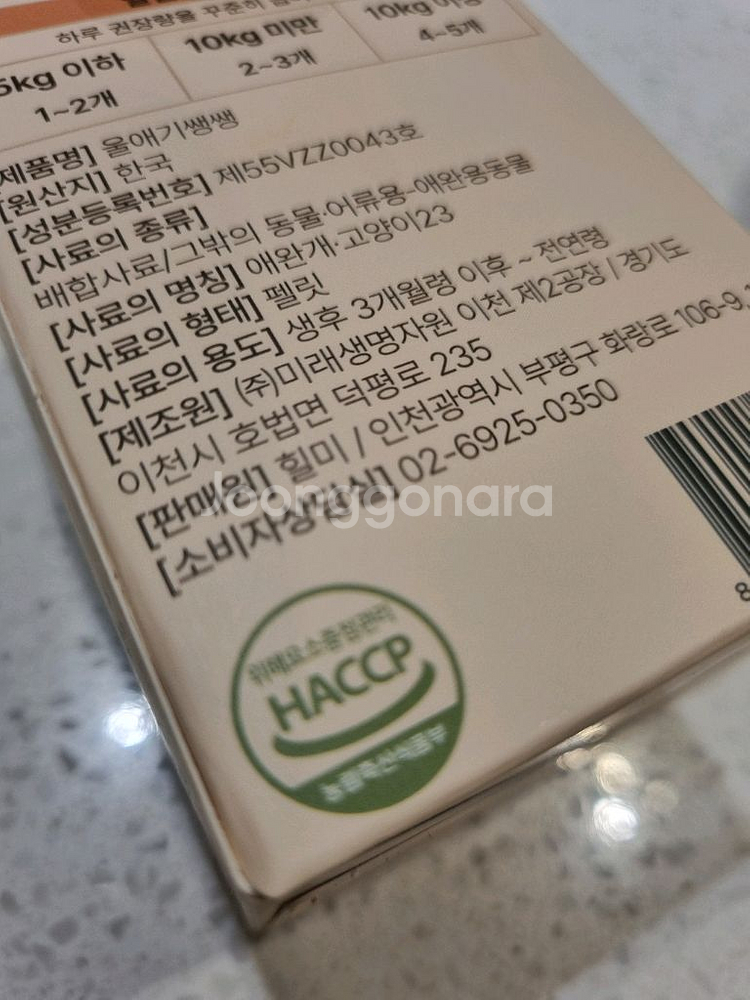 하루 권장량을 꾸준히
5kg 이하
10kg 미만
10kg 이상
1~2개
2~3개
4~5개
[제품명] 울애기쌩쌩
[원산지] 한국
[성분등록번호] 제55VZZ0043호
[사료의 종류]
배합사료/그밖의 동물·어류용-애완용동물
[사료의 명칭] 애완개·고양이23
[사료의 형태] 펠릿
[사료의 용도] 생후 3개월령 이후 ~ 전연령
[제조원] (주)미래생명자원 이천 제2공장 / 경기도
이천시 호법면 덕평로 235
[판매원] 힐미 / 인천광역시 부평구 화랑로 106-9,
[소비자상담실] 02-6925-0350
Joonggonara
위해요소중점관리
HACCP
농림축산식품부
8